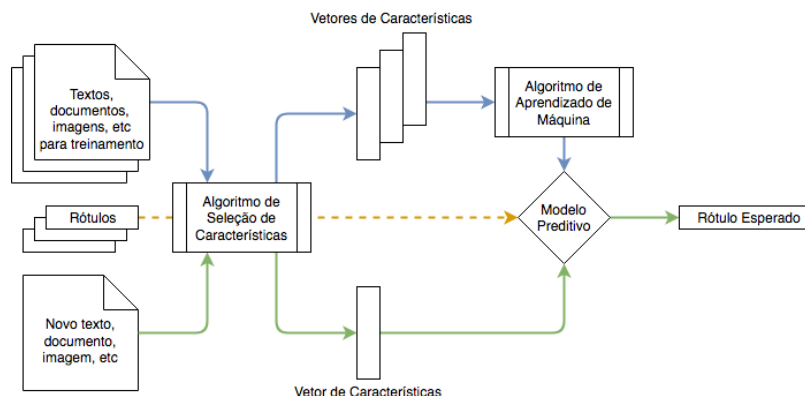 Vetores de Características
Textos,
documentos,
imagens, etc
para treinamento
Algoritmo de
Aprendizado de
Máquina
Rótulos
Algoritmo de
Seleção de
Características
Modelo
Preditivo
Rótulo Esperado
Novo texto,
documento,
imagem, etc
Vetor de Características